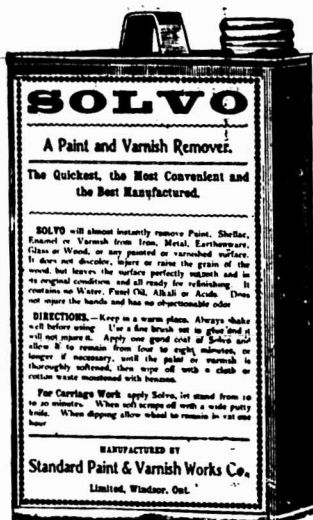 SOLVO
A Paint and Varnish Remover.
The Quickest, the Most Convenient and
the Best Manufactured.
SOLVO will almost instantly remove Paint, Shellac,
Enamel or Varnish from Iron, Metal, Earthenware,
Glass or Wood, or any painted or varnished surface.
It does not discolor, injure or raise the grain of the
wood, but leaves the surface perfectly smooth and in
its original condition and all ready for refinishing. It
contains no Water, Fusel Oil, Alkali or Acids. Does
not injure the hands and has no objectionable odor
DIRECTIONS.—Keep in a warm place. Always shake
well before using. Use a fine brush set in glue and it
will not injure it. Apply one good coat of Solvo and
allow it to remain from four to eight minutes, or
longer if necessary, until the paint or varnish is
thoroughly softened, then wipe off with a cloth or
cotton waste moistened with benzine.
For Carriage Work apply Solvo, let stand from 10
to 20 minutes. When soft scrape off with a wide putty
knife. When dipping allow wheel to remain in vat one
hour
MANUFACTURED BY
Standard Paint & Varnish Works Co.,
Limited, Windsor, Ont.